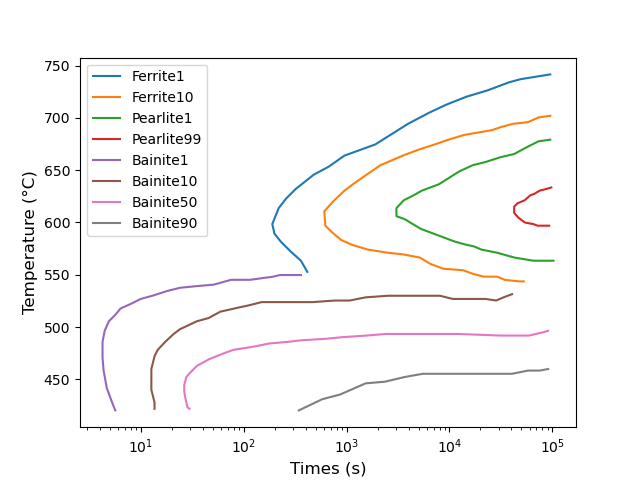 750
700
650
600
550
500
450
Temperature (°C)
Ferrite1
Ferrite10
Pearlite1
Pearlite99
Bainite1
Bainite10
Bainite50
Bainite90
10¹
10²
10³
10⁴
10⁵
Times (s)